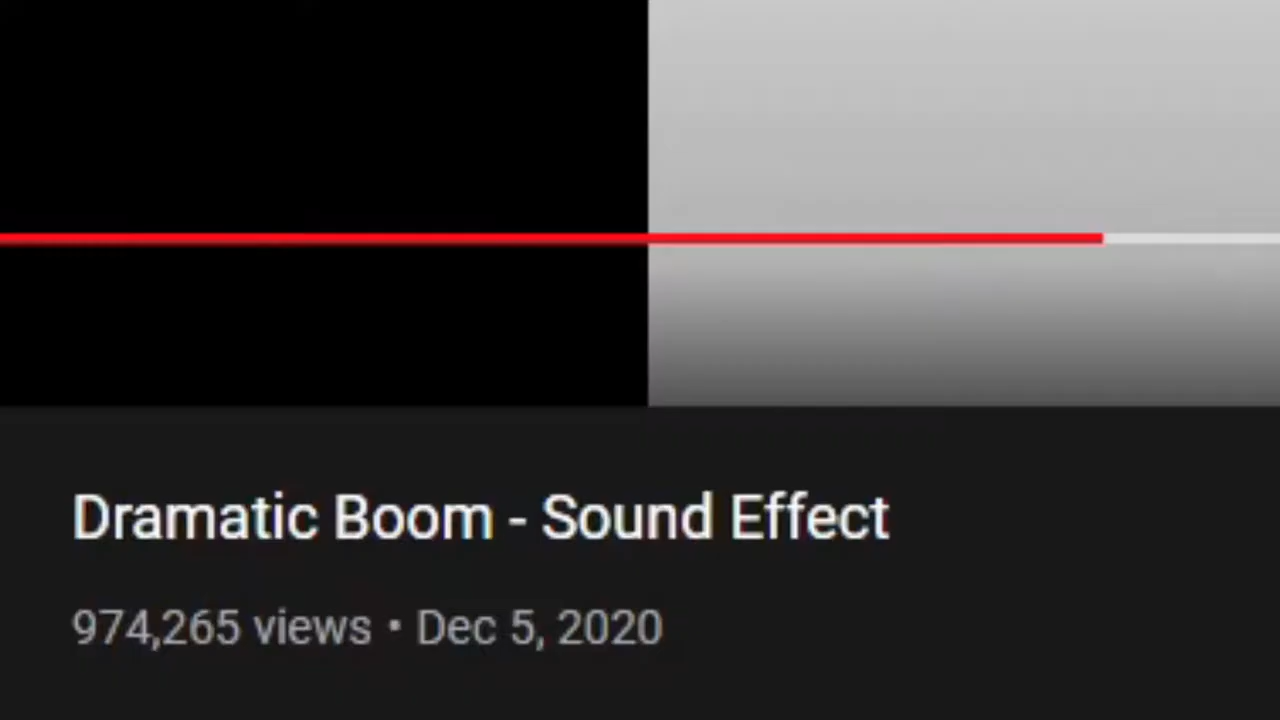 Dramatic Boom - Sound Effect
974,265 views • Dec 5, 2020